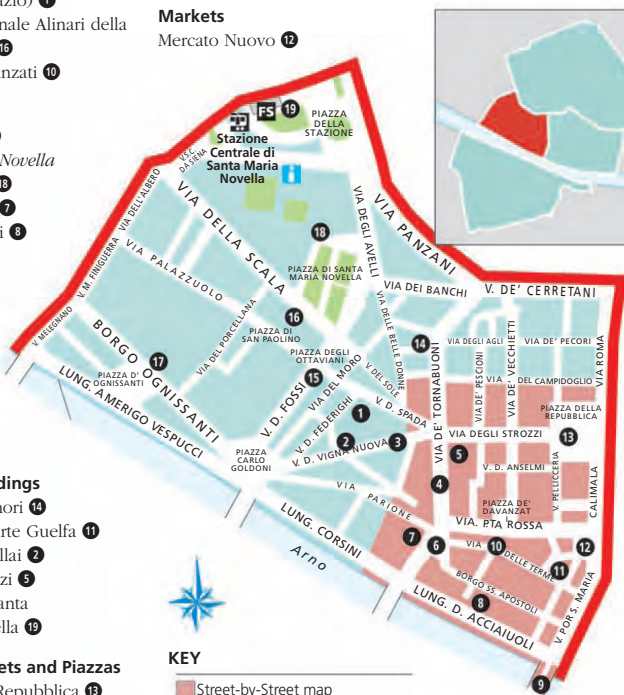 azio) 1
nale Alinari della
16
nzati 10
Novella
18
7
i 8
dings
nori 14
arte Guelfa 11
llai 2
zi 5
anta
ella 19
ets and Piazzas
Repubblica 13
Markets
Mercato Nuovo 12
FS 19
PIAZZA
DELLA
STAZIONE
Stazione
Centrale di
Santa Maria
Novella
i
V.S.C.
DA SIENA
VIA DELL'ALBERO
V. M. FINIGUERRA
V. MELEGNANO
VIA DELLA SCALA
VIA PALAZZUOLO
VIA DEGLI AVELLI
VIA PANZANI
18
PIAZZA DI SANTA
MARIA NOVELLA
VIA DEI BANCHI
V. DE' CERRETANI
VIA DELLE BELLE DONNE
16
PIAZZA DI
SAN PAOLINO
VIA DEL PORCELLANA
14
VIA DEGLI AGLI
VIA DE' PECORI
VIA DE' VECCHIETTI
VIA ROMA
BORGO OGNISSANTI
17
PIAZZA D'
OGNISSANTI
LUNG. AMERIGO VESPUCCI
PIAZZA DEGLI
OTTAVIANI
15
V. D. FOSSI
VIA DEL MORO
V. DEL SOLE
V. D. SPADA
VIA DE' TORNABUONI
VIA DE' PESCIONI
VIA DEL CAMPIDOGLIO
PIAZZA DELLA
REPUBBLICA
13
1
V. D. FEDERIGHI
2
V. D. VIGNA NUOVA
3
VIA DEGLI STROZZI
5
PIAZZA
CARLO
GOLDONI
VIA PARIONE
4
V. D. ANSELMI
V. PELLICCERIA
CALIMALA
PIAZZA DE'
DAVANZATI
VIA. PTA ROSSA
LUNG. CORSINI
7
6
VIA DELLE TERME
10
12
11
BORGO SS. APOSTOLI
8
LUNG. D. ACCIAIUOLI
V. POR S. MARIA
Arno
9
KEY
Street-by-Street map